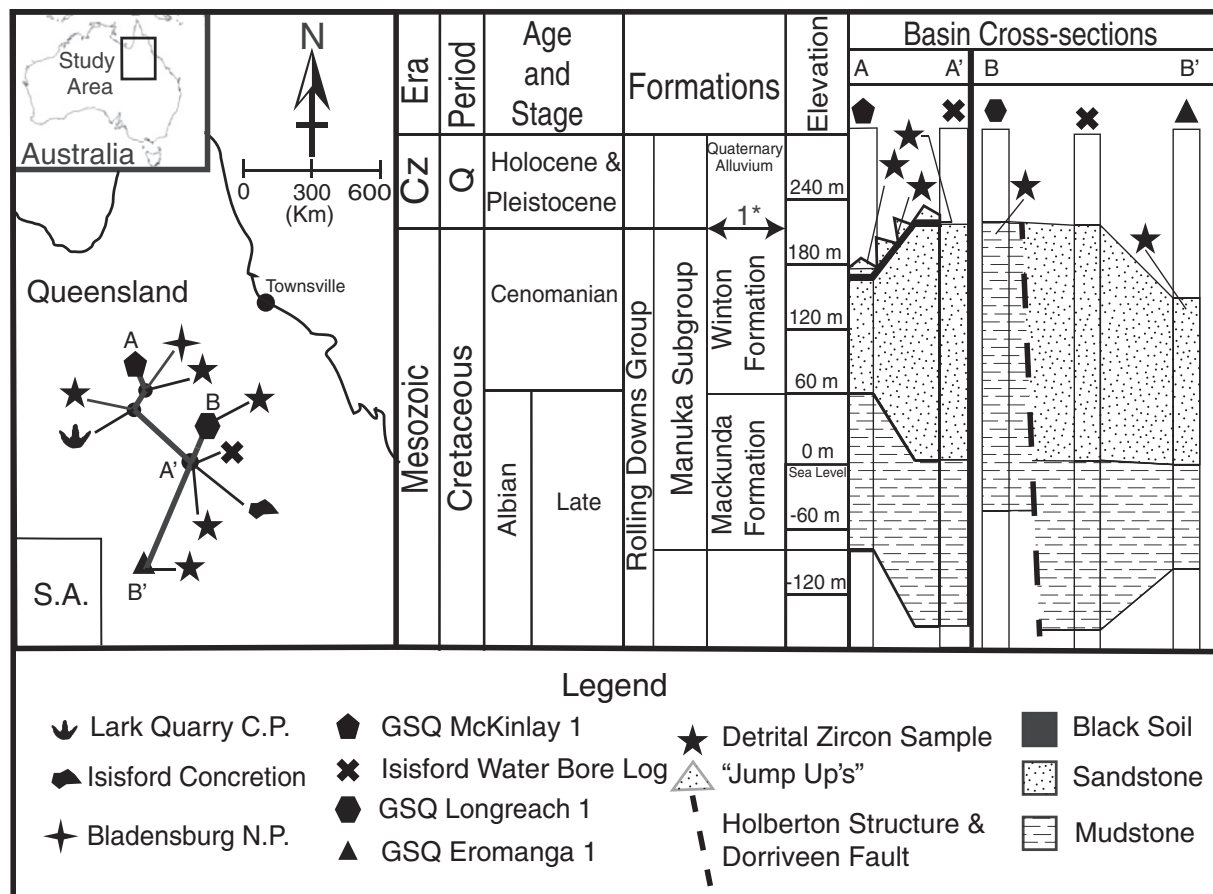 Study
Area
Australia
N
0 300 600
(Km)
Queensland
Townsville
A
B
A'
B'
S.A.
Era
Period
Age
and
Stage
Formations
Elevation
Basin Cross-sections
A A' B B'
Cz
Q
Holocene &
Pleistocene
Quaternary
Alluvium
1*
Mesozoic
Cretaceous
Cenomanian
Albian
Late
Rolling Downs Group
Manuka Subgroup
Winton
Formation
Mackunda
Formation
240 m
180 m
120 m
60 m
0 m
Sea Level
-60 m
-120 m
Legend
Lark Quarry C.P.
Isisford Concretion
Bladensburg N.P.
GSQ McKinlay 1
Isisford Water Bore Log
GSQ Longreach 1
GSQ Eromanga 1
Detrital Zircon Sample
“Jump Up’s”
Holberton Structure &
Dorriveen Fault
Black Soil
Sandstone
Mudstone